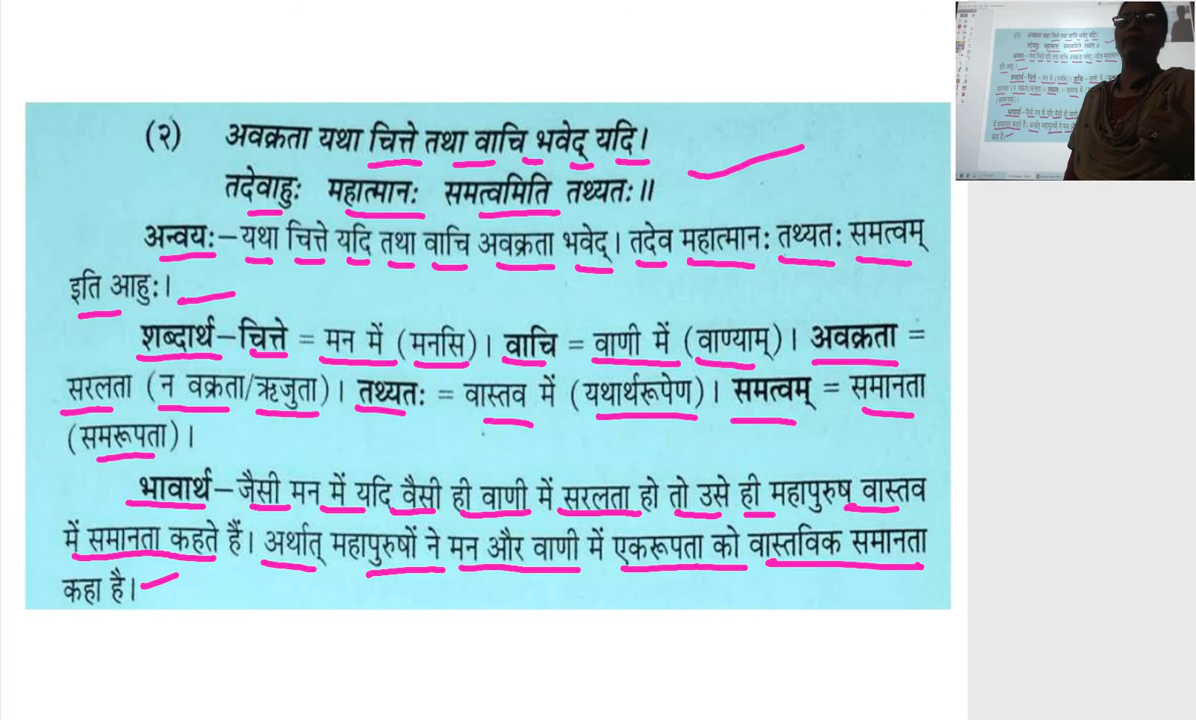 (२) अवक्रता यथा चित्ते तथा वाचि भवेद् यदि।
तदेवाहुः महात्मानः समत्वमिति तथ्यतः॥
अन्वयः–यथा चित्ते यदि तथा वाचि अवक्रता भवेद्। तदेव महात्मानः तथ्यतः समत्वम्
इति आहुः।
शब्दार्थ–चित्ते = मन में (मनसि)। वाचि = वाणी में (वाण्याम्)। अवक्रता =
सरलता (न वक्रता/ऋजुता)। तथ्यतः = वास्तव में (यथार्थरूपेण)। समत्वम् = समानता
(समरूपता)।
भावार्थ–जैसी मन में यदि वैसी ही वाणी में सरलता हो तो उसे ही महापुरुष वास्तव
में समानता कहते हैं। अर्थात् महापुरुषों ने मन और वाणी में एकरूपता को वास्तविक समानता
कहा है।